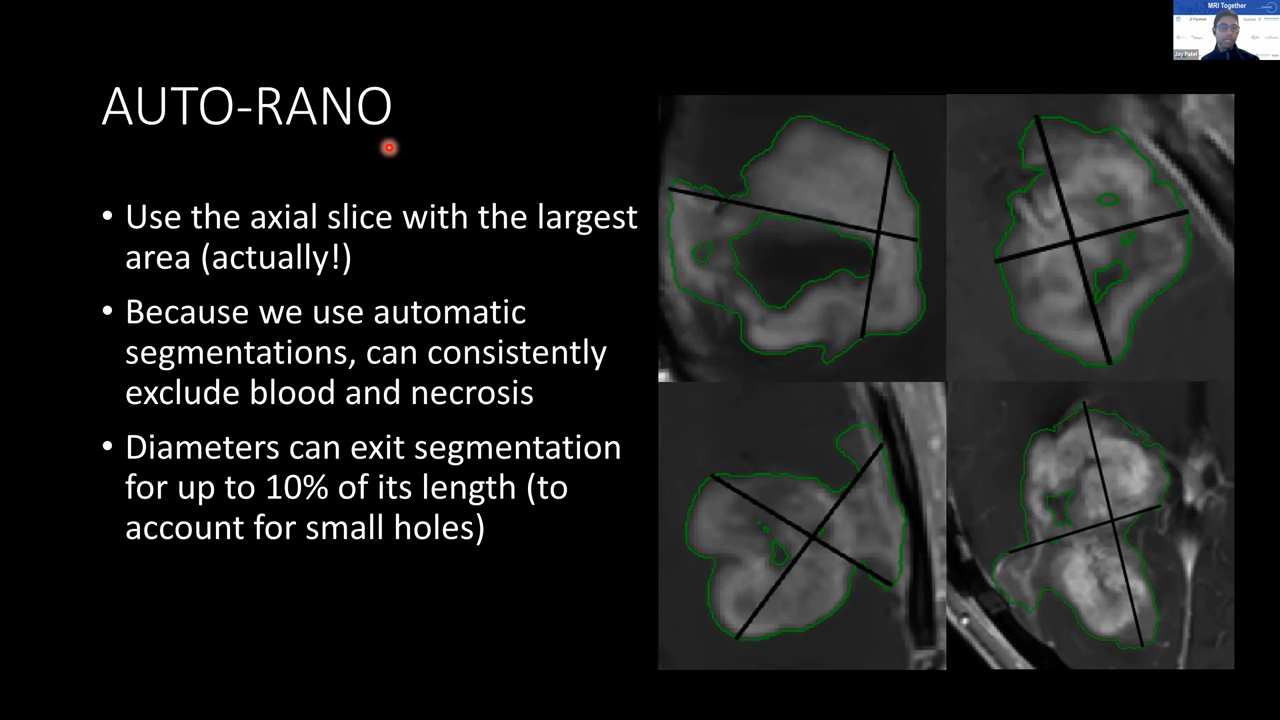 MRI Together
Jay Patel
AUTO-RANO
• Use the axial slice with the largest
area (actually!)
• Because we use automatic
segmentations, can consistently
exclude blood and necrosis
• Diameters can exit segmentation
for up to 10% of its length (to
account for small holes)